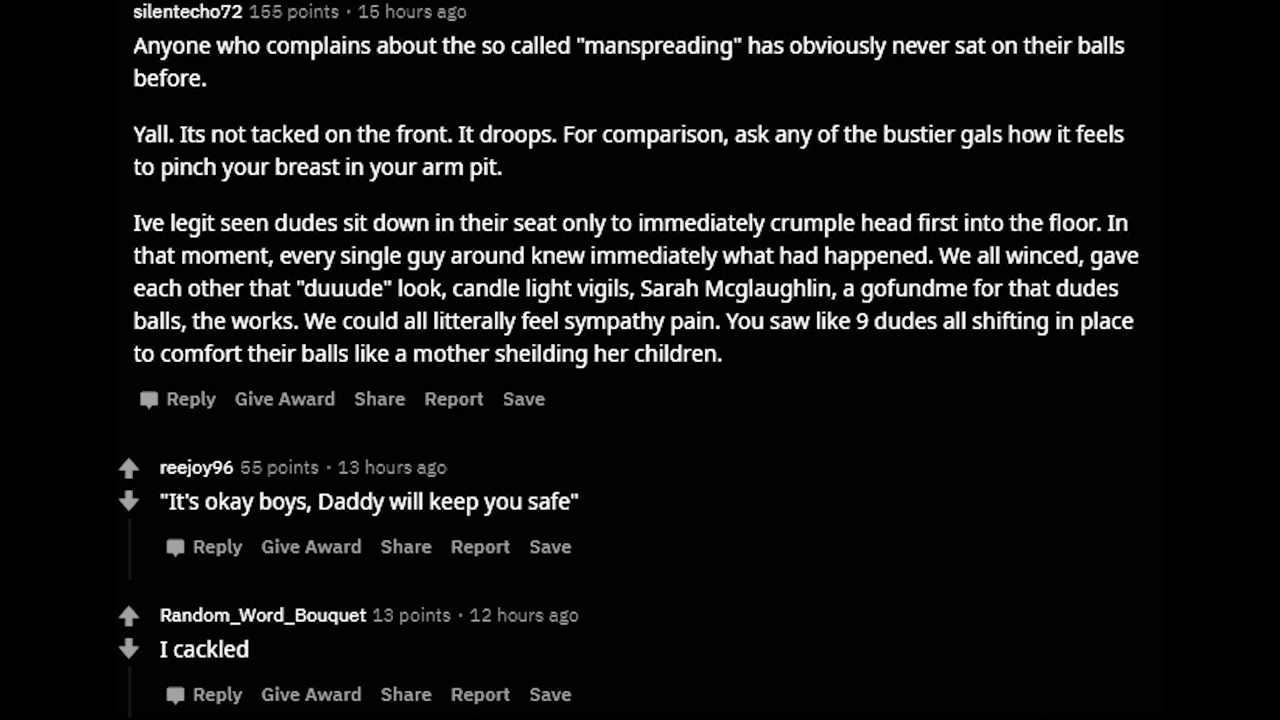 silentecho72 155 points · 15 hours ago
Anyone who complains about the so called "manspreading" has obviously never sat on their balls
before.
Yall. Its not tacked on the front. It droops. For comparison, ask any of the bustier gals how it feels
to pinch your breast in your arm pit.
Ive legit seen dudes sit down in their seat only to immediately crumple head first into the floor. In
that moment, every single guy around knew immediately what had happened. We all winced, gave
each other that "duuude" look, candle light vigils, Sarah Mcglaughlin, a gofundme for that dudes
balls, the works. We could all litterally feel sympathy pain. You saw like 9 dudes all shifting in place
to comfort their balls like a mother sheilding her children.
Reply Give Award Share Report Save
reejoy96 55 points · 13 hours ago
"It's okay boys, Daddy will keep you safe"
Reply Give Award Share Report Save
Random_Word_Bouquet 13 points · 12 hours ago
I cackled
Reply Give Award Share Report Save